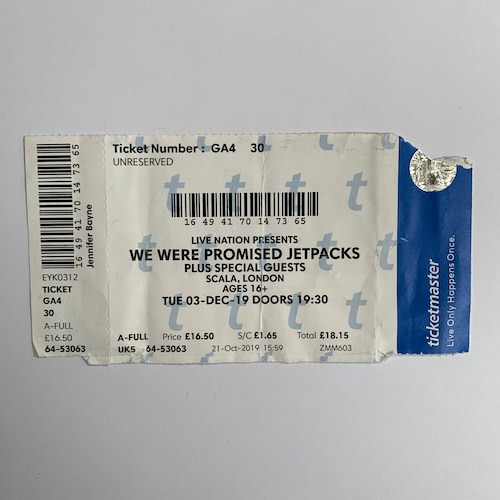 16 49 41 70 14 73 65
Jennifer Bayne
EYK0312
TICKET
GA4
30
A-FULL
£16.50
64-53063
Ticket Number: GA4 30
UNRESERVED
16 49 41 70 14 73 65
LIVE NATION PRESENTS
WE WERE PROMISED JETPACKS
PLUS SPECIAL GUESTS
SCALA, LONDON
AGES 16+
TUE 03-DEC-19 DOORS 19:30
A-FULL Price £16.50 S/C £1.65 Total £18.15
UK5 64-53063 21-Oct-2019 15:59 ZMM603
ticketmaster
Live Only Happens Once.